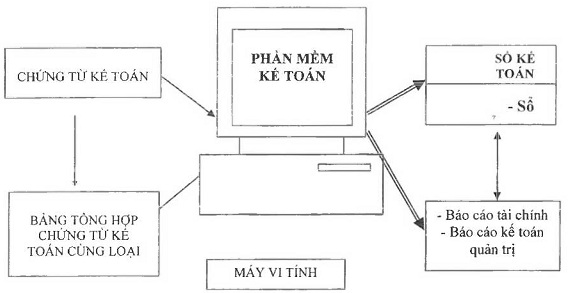 CHỨNG TỪ KẾ TOÁN
PHẦN MỀM
KẾ TOÁN
SỔ KẾ
TOÁN
- Sổ
BẢNG TỔNG HỢP
CHỨNG TỪ KẾ
TOÁN CÙNG LOẠI
- Báo cáo tài chính
- Báo cáo kế toán
quản trị
MÁY VI TÍNH